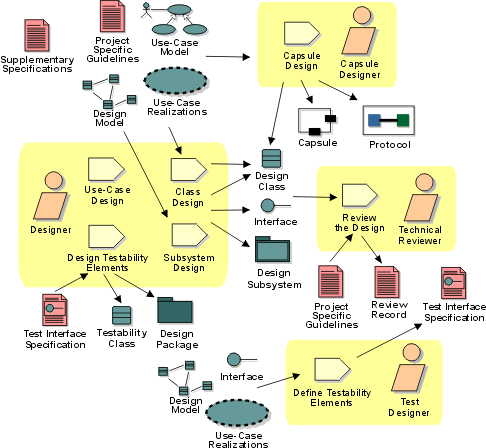 Supplementary
Specifications
Project
Specific
Guidelines
Use-Case
Model
Capsule
Design
Capsule
Designer
Design
Model
Use-Case
Realizations
Capsule
Protocol
Designer
Use-Case
Design
Class
Design
Design
Class
Interface
Review
the Design
Technical
Reviewer
Design Testability
Elements
Subsystem
Design
Design
Subsystem
Test Interface
Specification
Testability
Class
Design
Package
Project
Specific
Guidelines
Review
Record
Test Interface
Specification
Design
Model
Interface
Use-Case
Realizations
Define Testability
Elements
Test
Designer